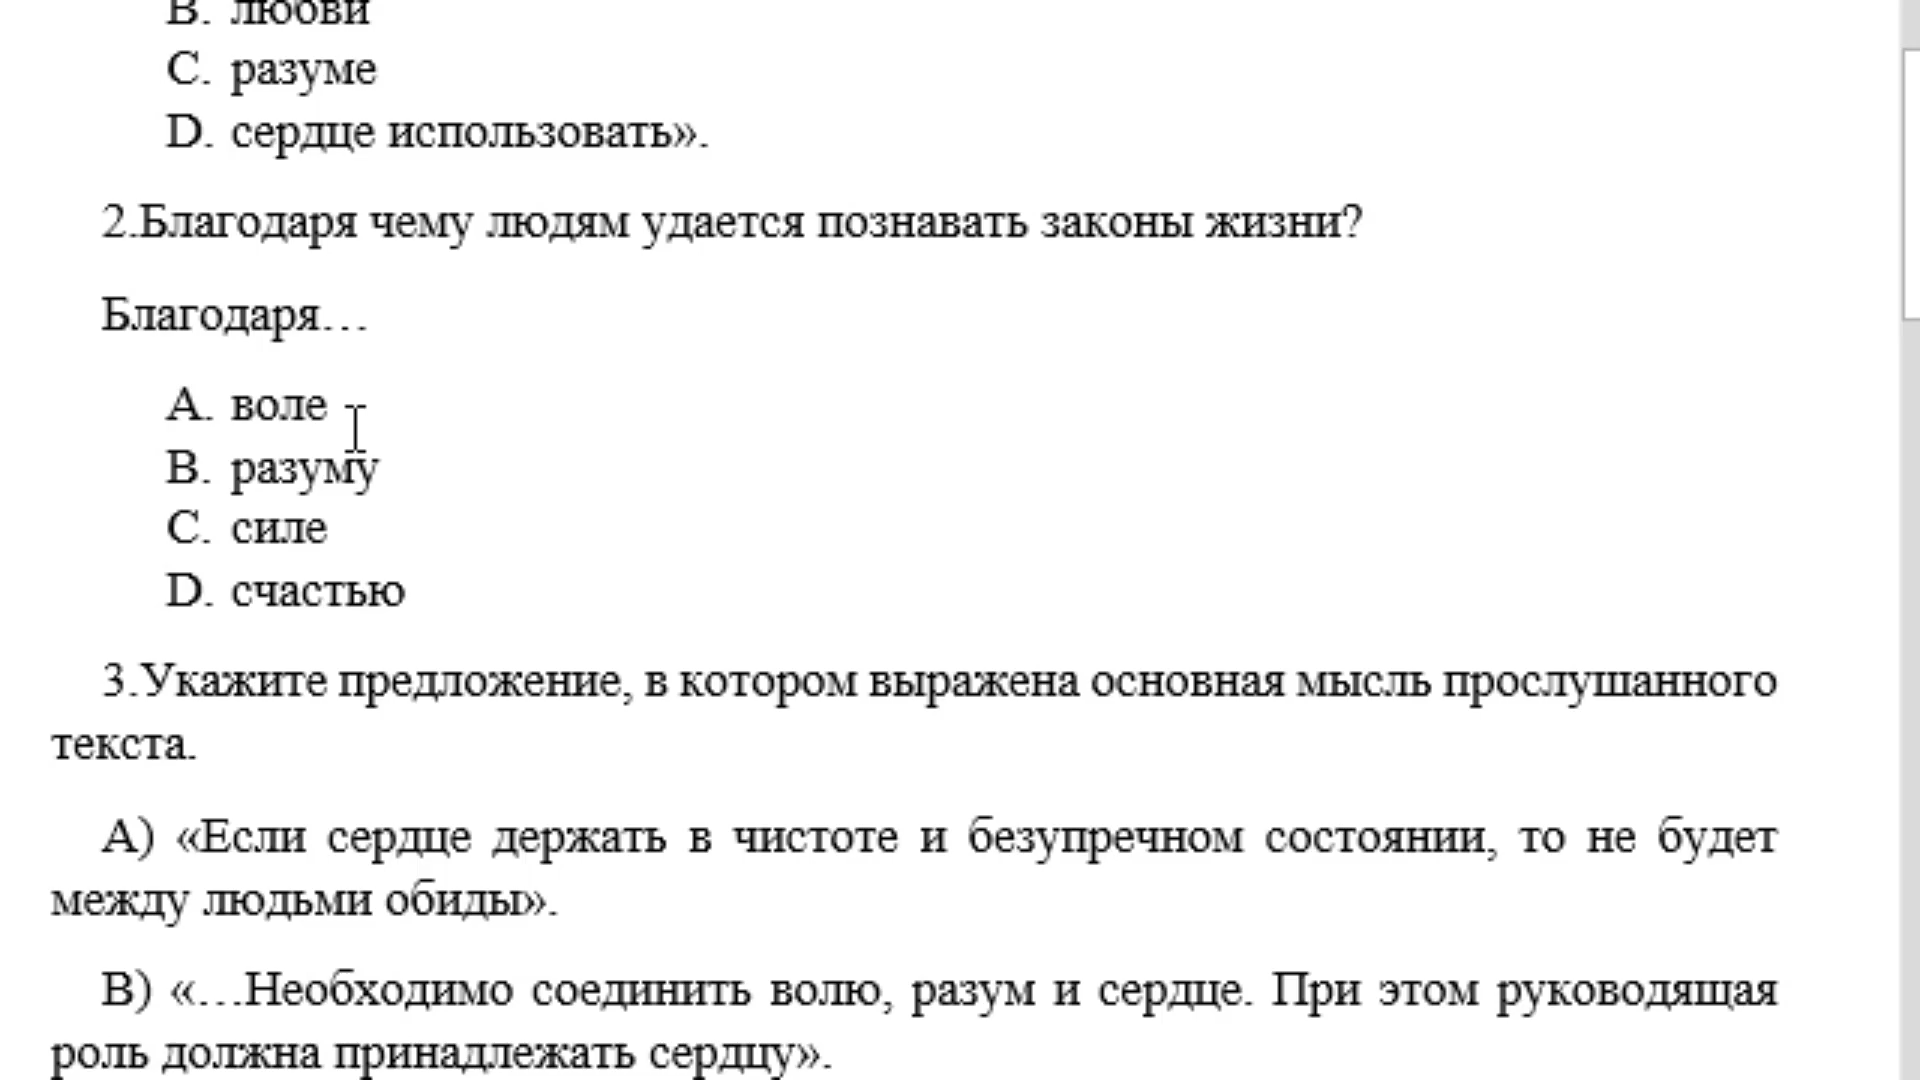 B. любви
C. разуме
D. сердце использовать».
2.Благодаря чему людям удается познавать законы жизни?
Благодаря…
A. воле
B. разуму
C. силе
D. счастью
3.Укажите предложение, в котором выражена основная мысль прослушанного
текста.
А) «Если сердце держать в чистоте и безупречном состоянии, то не будет
между людьми обиды».
В) «…Необходимо соединить волю, разум и сердце. При этом руководящая
роль должна принадлежать сердцу».